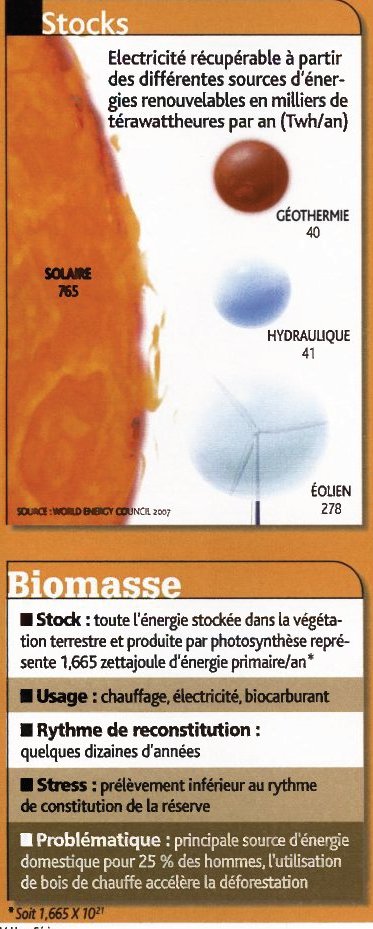 Stocks
Electricité récupérable à partir
des différentes sources d'éner-
gies renouvelables en milliers de
térawattheures par an (Twh/an)
GÉOTHERMIE
40
SOLAIRE
765
HYDRAULIQUE
41
ÉOLIEN
278
SOURCE : WORLD ENERGY COUNCIL 2007
Biomasse
■ Stock : toute l'énergie stockée dans la végéta-
tion terrestre et produite par photosynthèse repré-
sente 1,665 zettajoule d'énergie primaire/an*
■ Usage : chauffage, électricité, biocarburant
■ Rythme de reconstitution :
quelques dizaines d'années
■ Stress : prélèvement inférieur au rythme
de constitution de la réserve
■ Problématique : principale source d'énergie
domestique pour 25 % des hommes, l'utilisation
de bois de chauffe accélère la déforestation
* Soit 1,665 X 10²¹